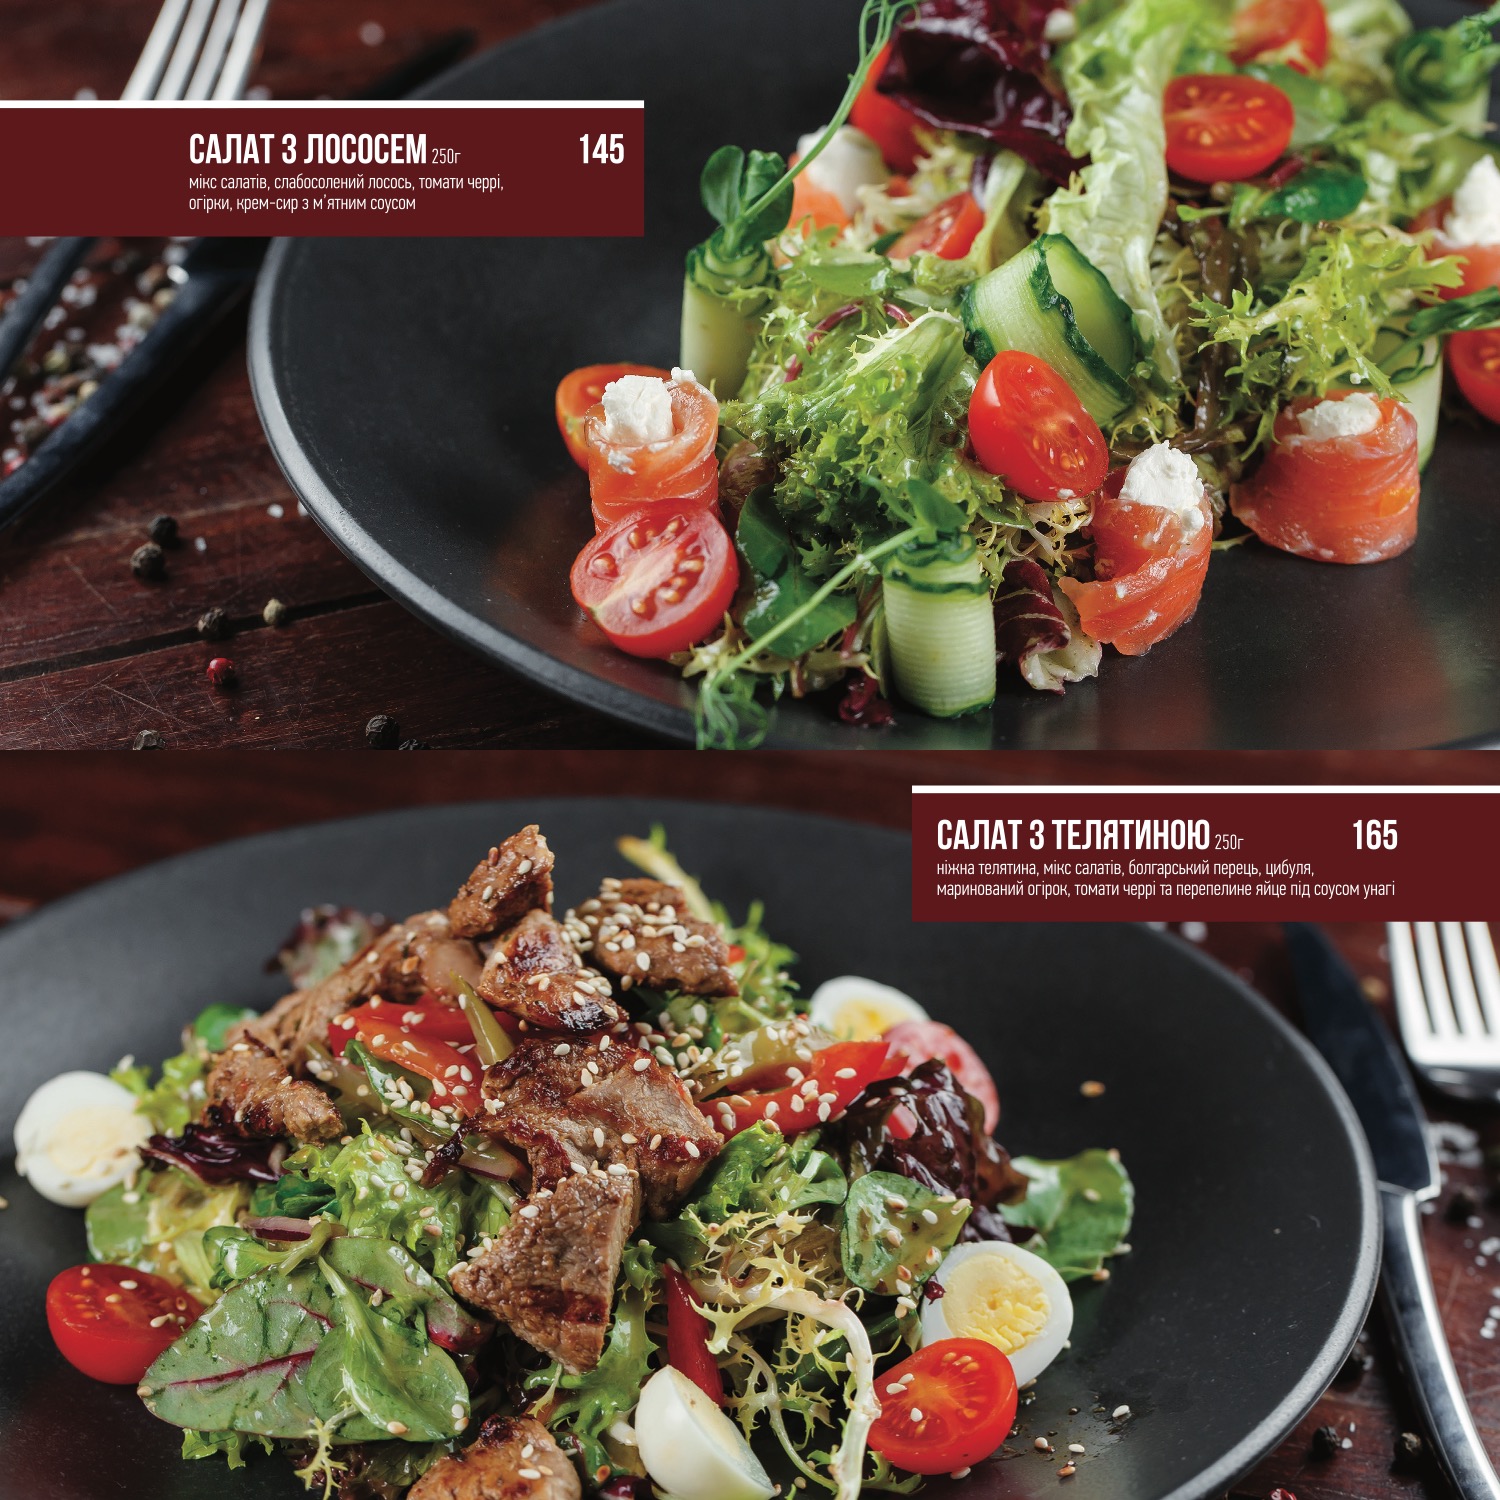 САЛАТ З ЛОСОСЕМ 250г 145
мікс салатів, слабосолений лосось, томати черрі,
огірки, крем-сир з м'ятним соусом
САЛАТ З ТЕЛЯТИНОЮ 250г 165
ніжна телятина, мікс салатів, болгарський перець, цибуля,
маринований огірок, томати черрі та перепелине яйце під соусом унагі